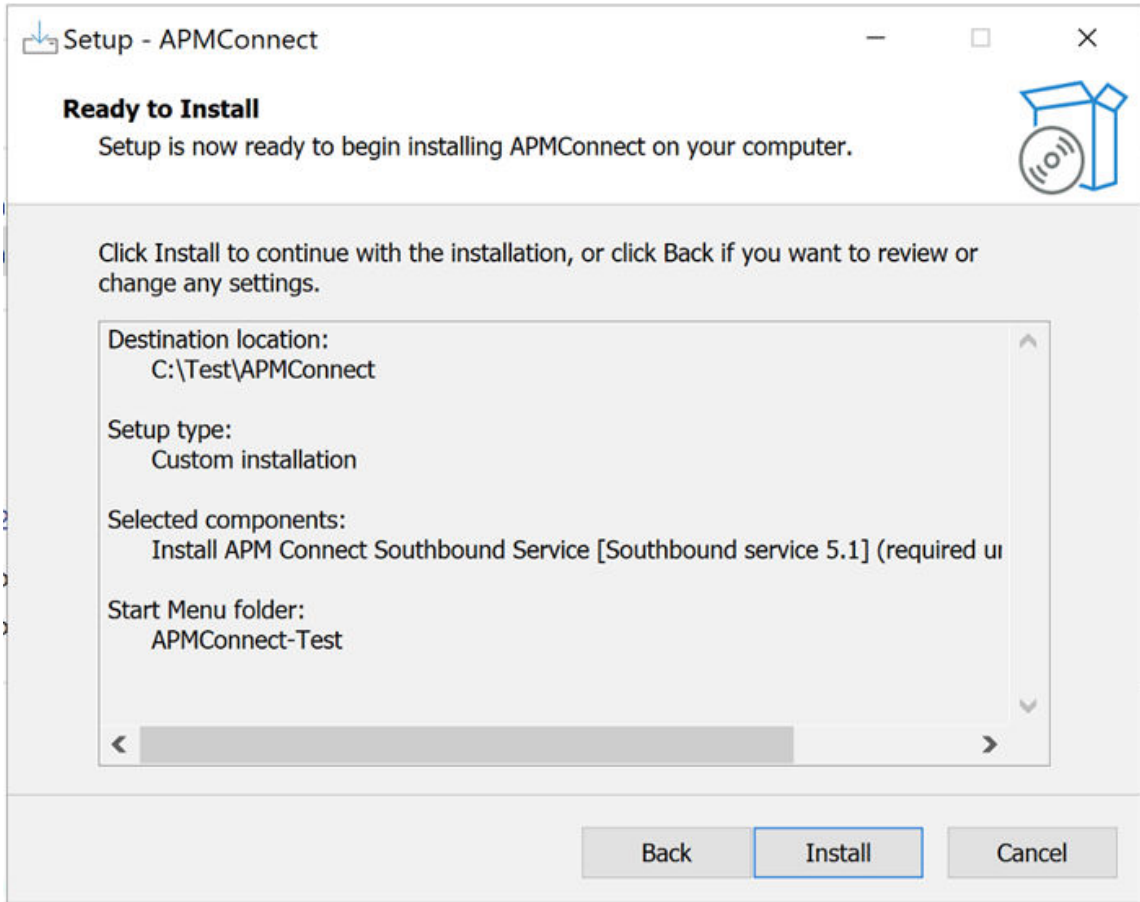 Setup - APMConnect
Ready to Install
Setup is now ready to begin installing APMConnect on your computer.
Click Install to continue with the installation, or click Back if you want to review or
change any settings.
Destination location:
C:\Test\APMConnect
Setup type:
Custom installation
Selected components:
Install APM Connect Southbound Service [Southbound service 5.1] (required
Start Menu folder:
APMConnect-Test
Back Install Cancel